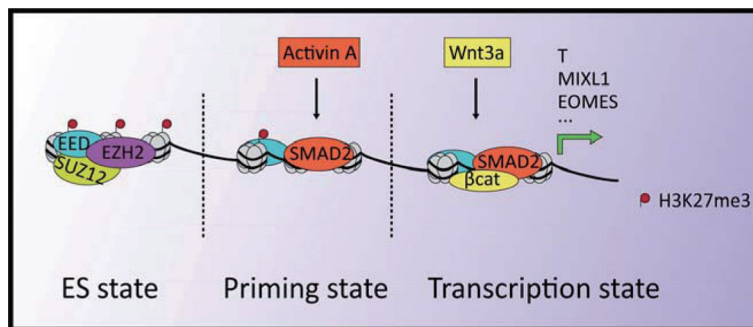 Activin A
Wnt3a
T
MIXL1
EOMES
...
EED
EZH2
SUZ12
SMAD2
SMAD2
βcat
H3K27me3
ES state
Priming state
Transcription state